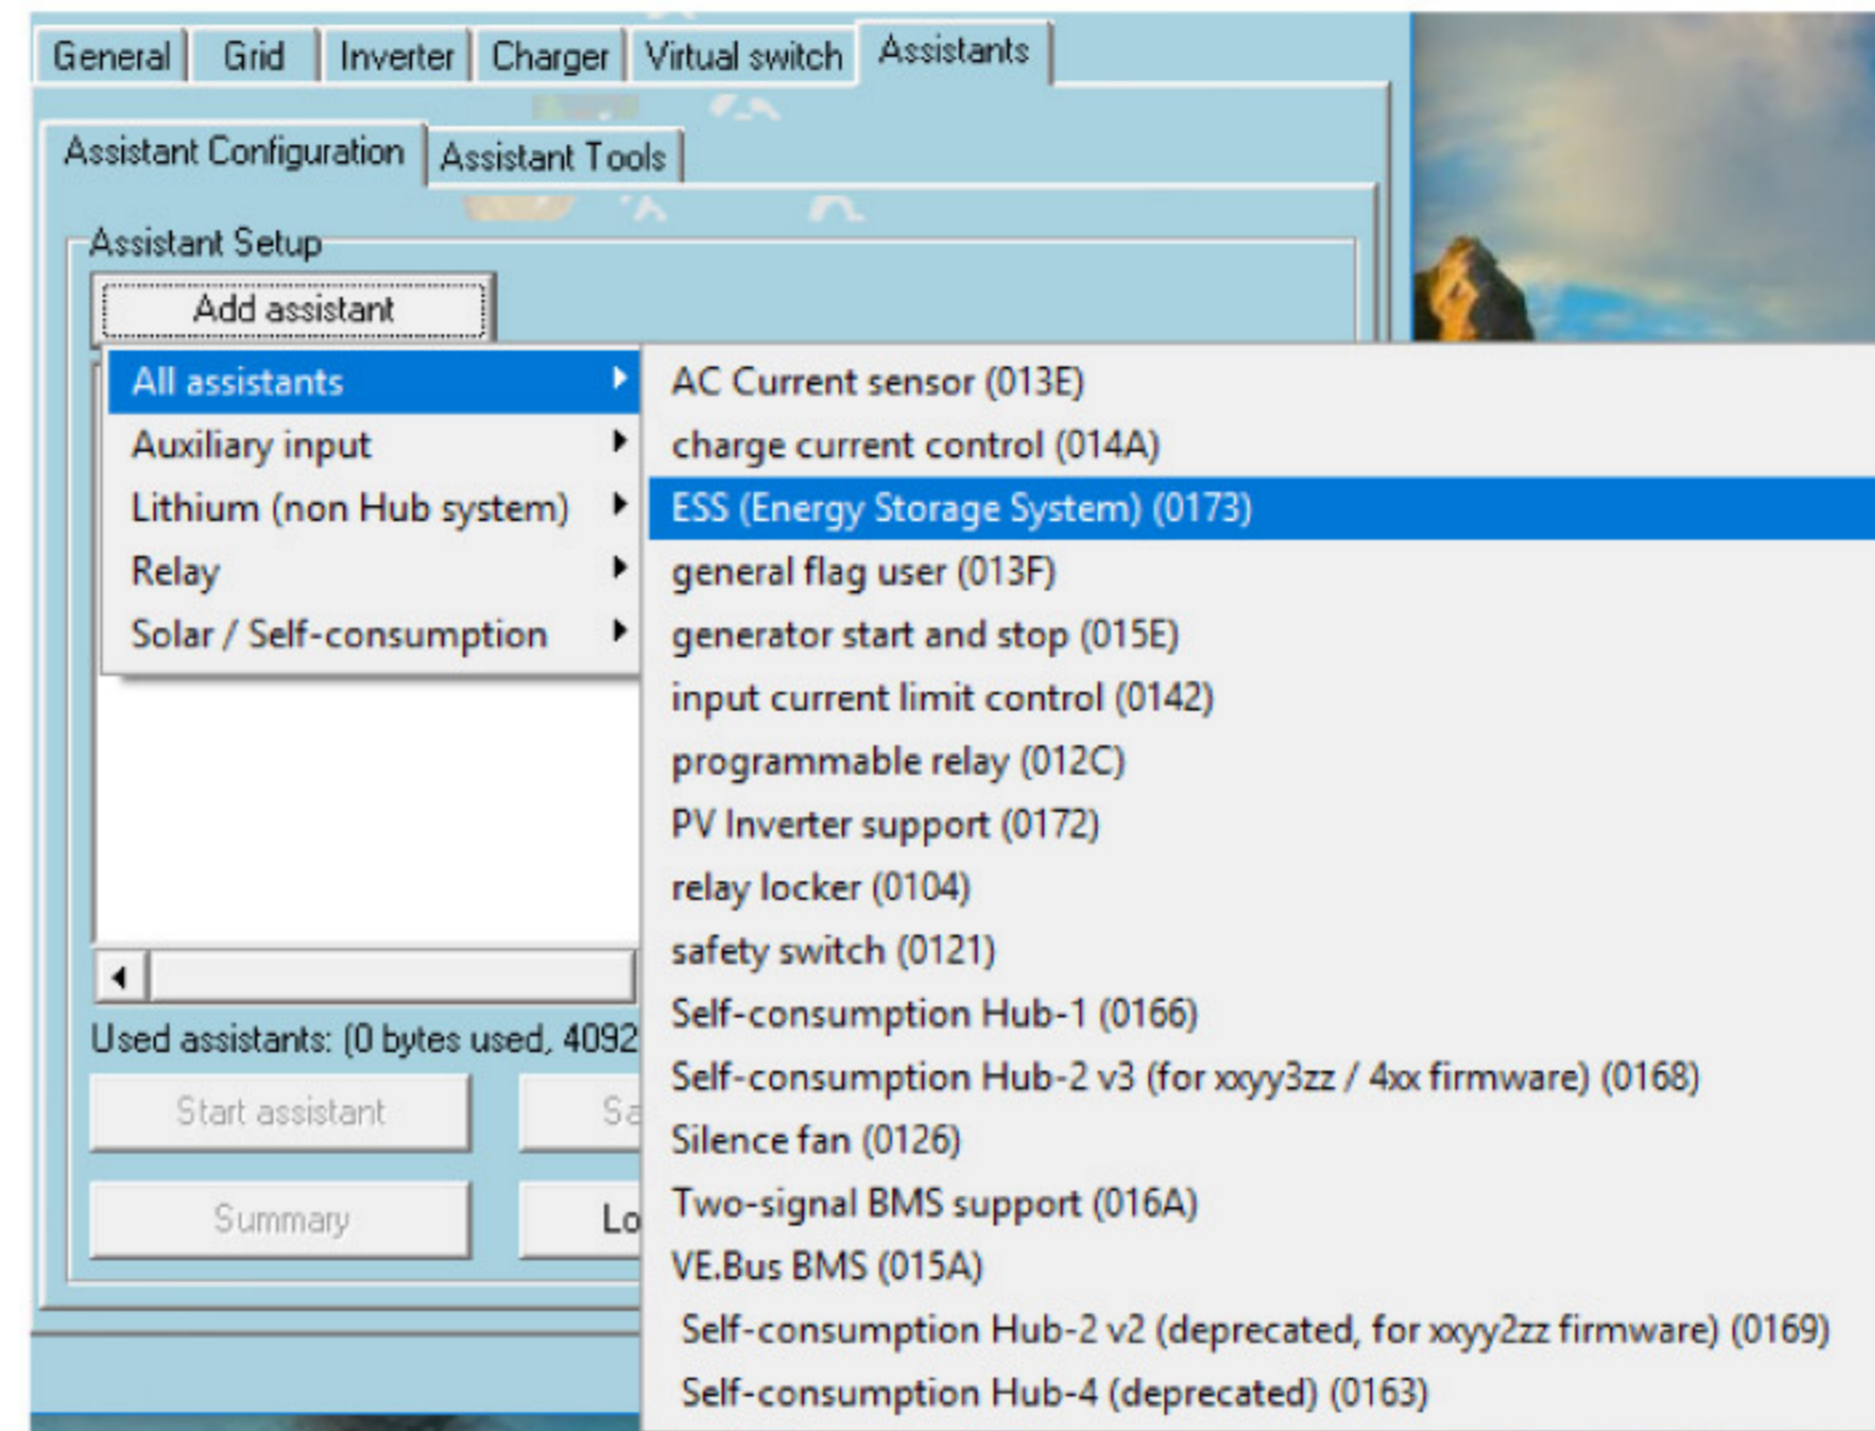 General Grid Inverter Charger Virtual switch Assistants
Assistant Configuration Assistant Tools
Assistant Setup
Add assistant
All assistants
Auxiliary input
Lithium (non Hub system)
Relay
Solar / Self-consumption
AC Current sensor (013E)
charge current control (014A)
ESS (Energy Storage System) (0173)
general flag user (013F)
generator start and stop (015E)
input current limit control (0142)
programmable relay (012C)
PV Inverter support (0172)
relay locker (0104)
safety switch (0121)
Self-consumption Hub-1 (0166)
Self-consumption Hub-2 v3 (for xxyy3zz / 4xx firmware) (0168)
Silence fan (0126)
Two-signal BMS support (016A)
VE.Bus BMS (015A)
Self-consumption Hub-2 v2 (deprecated, for xxyy2zz firmware) (0169)
Self-consumption Hub-4 (deprecated) (0163)
Used assistants: (0 bytes used, 4092
Start assistant Sa
Summary Lo